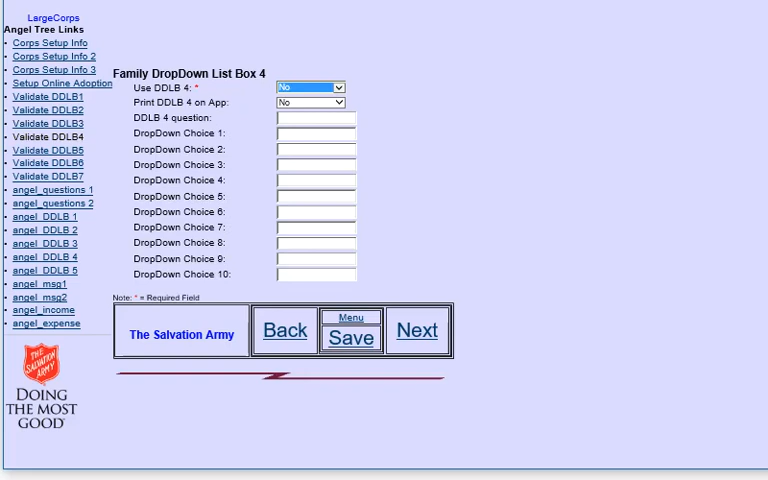 LargeCorps
Angel Tree Links
• Corps Setup Info
• Corps Setup Info 2
• Corps Setup Info 3
• Setup Online Adoption
• Validate DDLB1
• Validate DDLB2
• Validate DDLB3
• Validate DDLB4
• Validate DDLB5
• Validate DDLB6
• Validate DDLB7
• angel_questions 1
• angel_questions 2
• angel_DDLB 1
• angel_DDLB 2
• angel_DDLB 3
• angel_DDLB 4
• angel_DDLB 5
• angel_msg1
• angel_msg2
• angel_income
• angel_expense
THE SALVATION ARMY
DOING THE MOST GOOD
Family DropDown List Box 4
Use DDLB 4: * No
Print DDLB 4 on App: No
DDLB 4 question:
DropDown Choice 1:
DropDown Choice 2:
DropDown Choice 3:
DropDown Choice 4:
DropDown Choice 5:
DropDown Choice 6:
DropDown Choice 7:
DropDown Choice 8:
DropDown Choice 9:
DropDown Choice 10:
Note: * = Required Field
The Salvation Army
Back
Menu
Save
Next